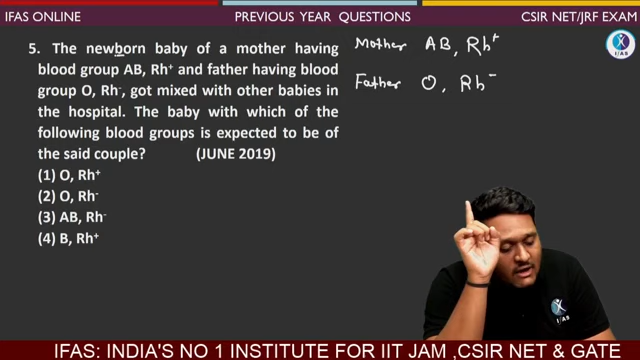 IFAS ONLINE PREVIOUS YEAR QUESTIONS CSIR NET/JRF EXAM
5. The newborn baby of a mother having
blood group AB, Rh⁺ and father having blood
group O, Rh⁻, got mixed with other babies in
the hospital. The baby with which of the
following blood groups is expected to be of
the said couple? (JUNE 2019)
(1) O, Rh⁺
(2) O, Rh⁻
(3) AB, Rh⁻
(4) B, Rh⁺
Mother AB, Rh⁺
Father O, Rh⁻
IFAS
IFAS
IFAS: INDIA'S NO 1 INSTITUTE FOR IIT JAM ,CSIR NET & GATE